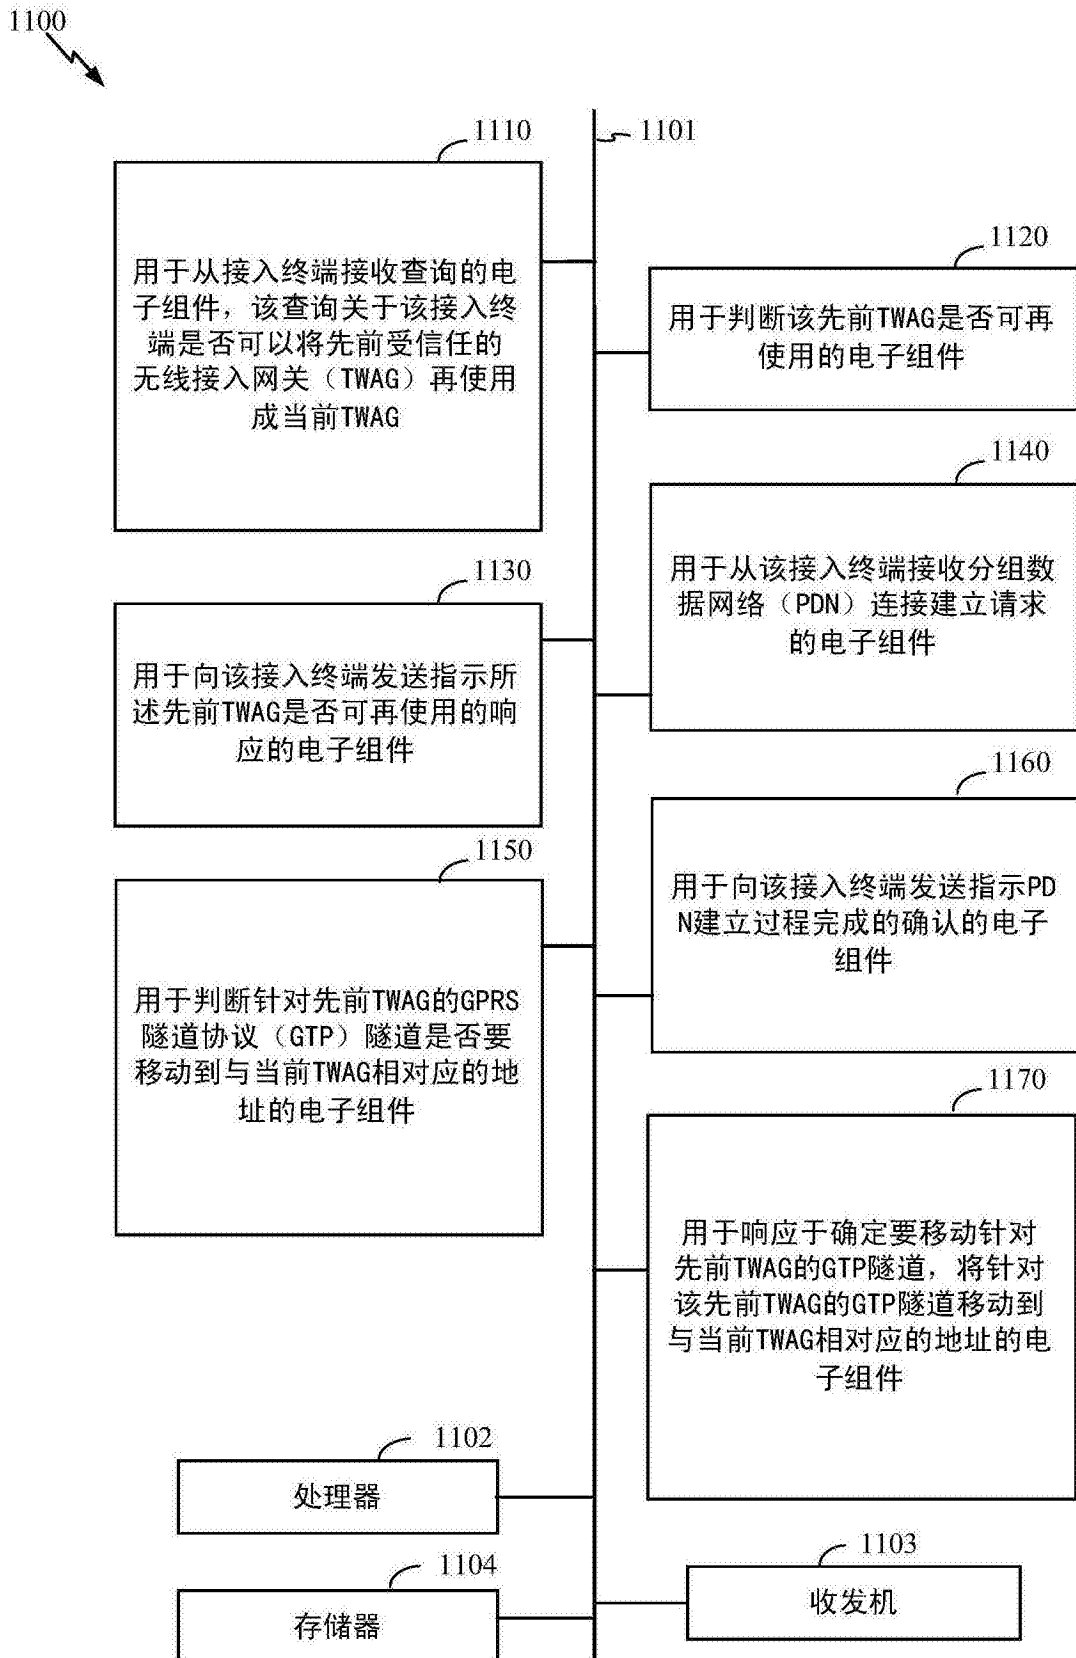 1100
1110
用于从接入终端接收查询的电
子组件，该查询关于该接入终
端是否可以将先前受信任的
无线接入网关（TWAG）再使用
成当前TWAG
1101
1120
用于判断该先前TWAG是否可再
使用的电子组件
1140
用于从该接入终端接收分组数
据网络（PDN）连接建立请求
的电子组件
1130
用于向该接入终端发送指示所
述先前TWAG是否可再使用的响
应的电子组件
1160
用于向该接入终端发送指示PD
N建立过程完成的确认的电子
组件
1150
用于判断针对先前TWAG的GPRS
隧道协议（GTP）隧道是否要
移动到与当前TWAG相对应的地
址的电子组件
1170
用于响应于确定要移动针对
先前TWAG的GTP隧道，将针对
该先前TWAG的GTP隧道移动到
与当前TWAG相对应的地址的电
子组件
1102
处理器
1103
收发机
1104
存储器